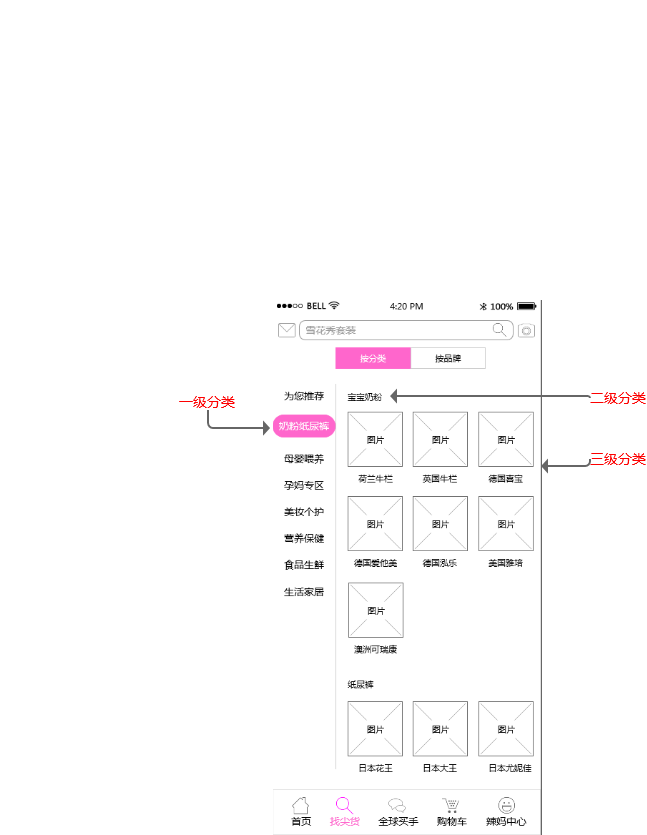 BELL 4:20 PM 100%
雪花秀套装
按分类 按品牌
一级分类
为您推荐
奶粉纸尿裤
母婴喂养
孕妈专区
美妆个护
营养保健
食品生鲜
生活家居
宝宝奶粉
二级分类
三级分类
图片 图片 图片
荷兰牛栏 英国牛栏 德国喜宝
图片 图片 图片
德国爱他美 德国泓乐 美国雅培
图片
澳洲可瑞康
纸尿裤
图片 图片 图片
日本花王 日本大王 日本尤妮佳
首页 找尖货 全球买手 购物车 辣妈中心